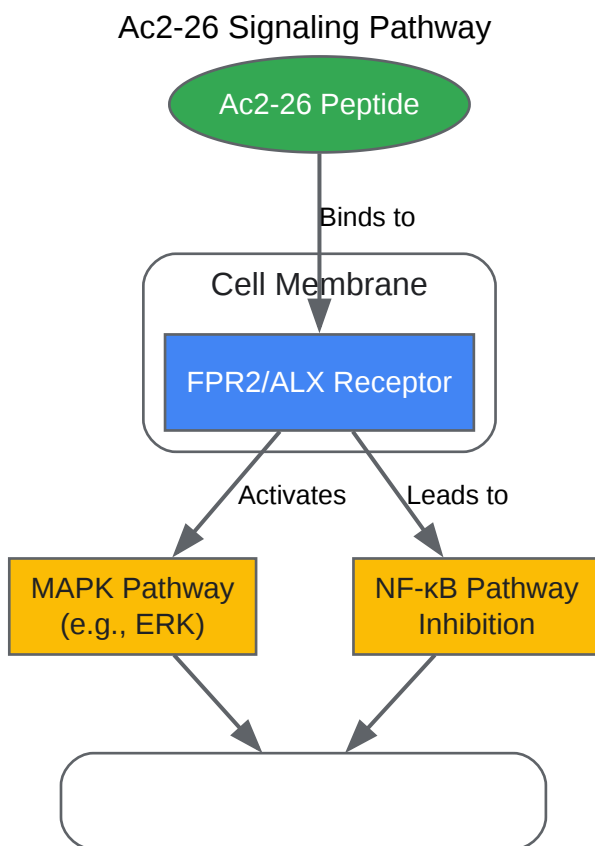 Ac2-26 Signaling Pathway
Ac2-26 Peptide
Binds to
Cell Membrane
FPR2/ALX Receptor
Activates
Leads to
MAPK Pathway
(e.g., ERK)
NF-κB Pathway
Inhibition